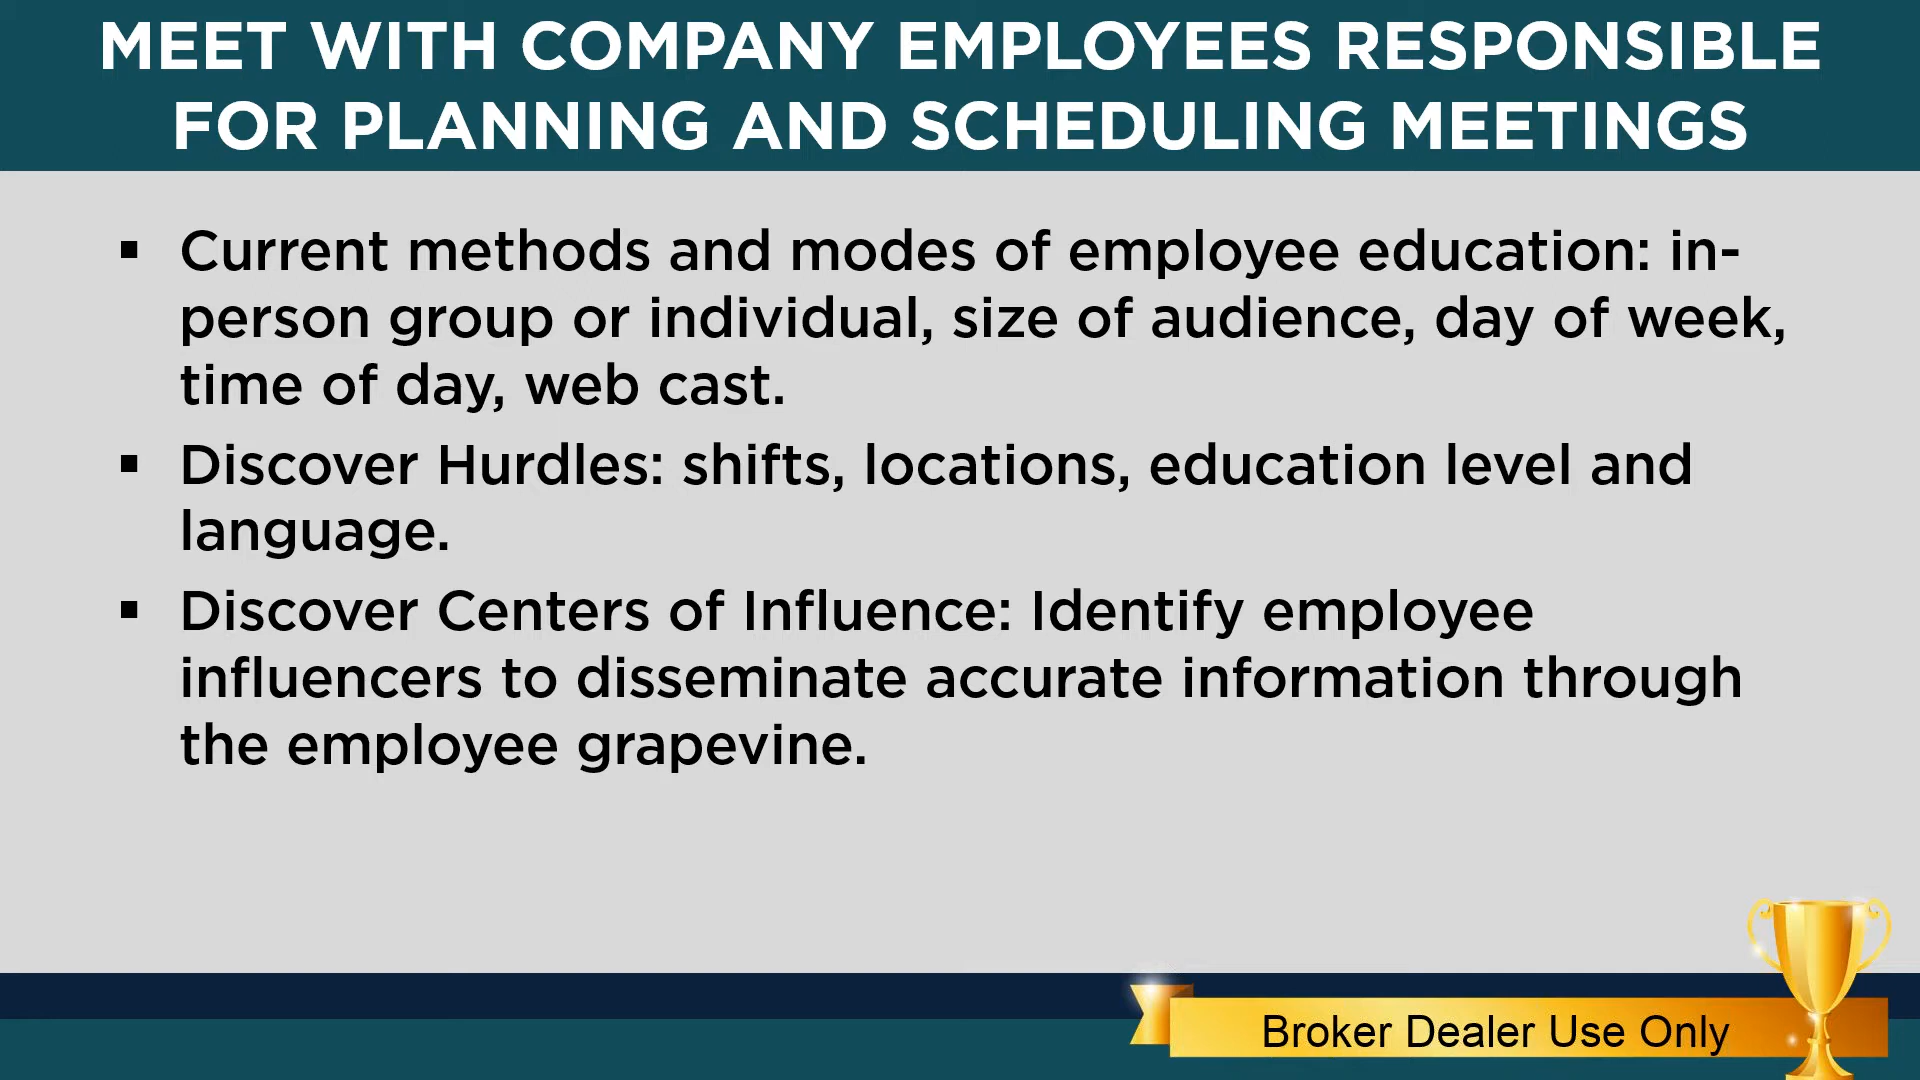 MEET WITH COMPANY EMPLOYEES RESPONSIBLE
FOR PLANNING AND SCHEDULING MEETINGS
▪ Current methods and modes of employee education: in-
person group or individual, size of audience, day of week,
time of day, web cast.
▪ Discover Hurdles: shifts, locations, education level and
language.
▪ Discover Centers of Influence: Identify employee
influencers to disseminate accurate information through
the employee grapevine.
Broker Dealer Use Only